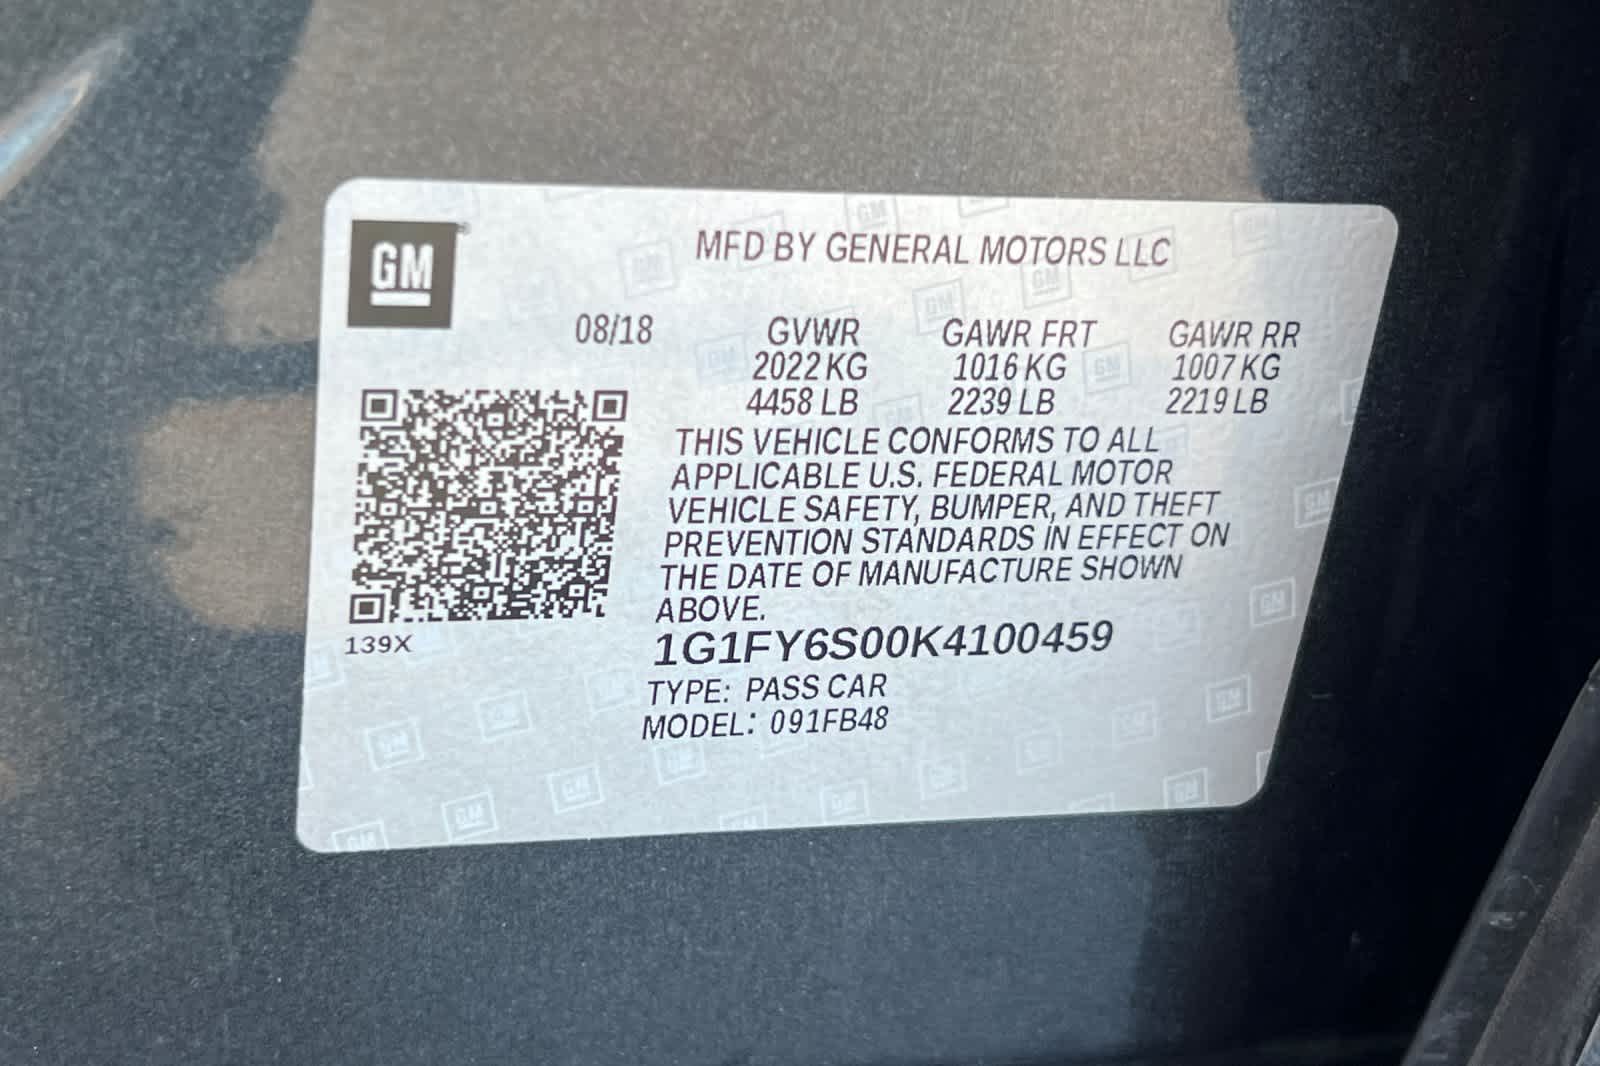 GM
MFD BY GENERAL MOTORS LLC
08/18 GVWR GAWR FRT GAWR RR
2022 KG 1016 KG 1007 KG
4458 LB 2239 LB 2219 LB
THIS VEHICLE CONFORMS TO ALL
APPLICABLE U.S. FEDERAL MOTOR
VEHICLE SAFETY, BUMPER, AND THEFT
PREVENTION STANDARDS IN EFFECT ON
THE DATE OF MANUFACTURE SHOWN
ABOVE.
139X
1G1FY6S00K4100459
TYPE: PASS CAR
MODEL: 091FB48